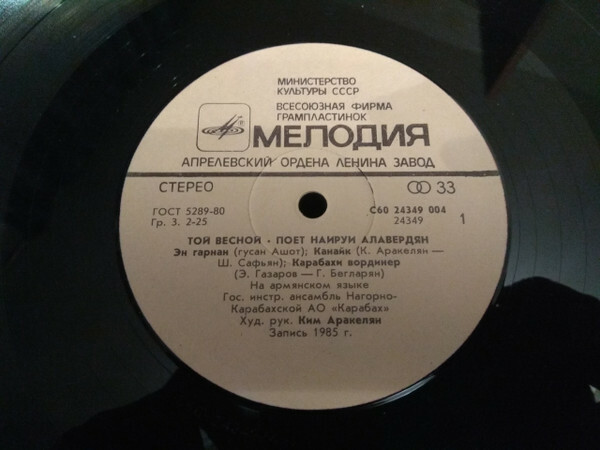 МИНИСТЕРСТВО
КУЛЬТУРЫ СССР
ВСЕСОЮЗНАЯ ФИРМА
ГРАМПЛАСТИНОК
МЕЛОДИЯ
АПРЕЛЕВСКИЙ ОРДЕНА ЛЕНИНА ЗАВОД
СТЕРЕО 33
ГОСТ 5289-80 С60 24349 004
Гр. 3. 2-25 24349 1
ТОЙ ВЕСНОЙ · ПОЕТ НАИРУИ АЛАВЕРДЯН
Эн гарнан (гусан Ашот); Канайк (К. Аракелян —
Ш. Сафьян); Карабахи вординер
(Э. Газаров — Г. Бегларян)
На армянском языке
Гос. инстр. ансамбль Нагорно-
Карабахской АО «Карабах»
Худ. рук. Ким Аракелян
Запись 1985 г.